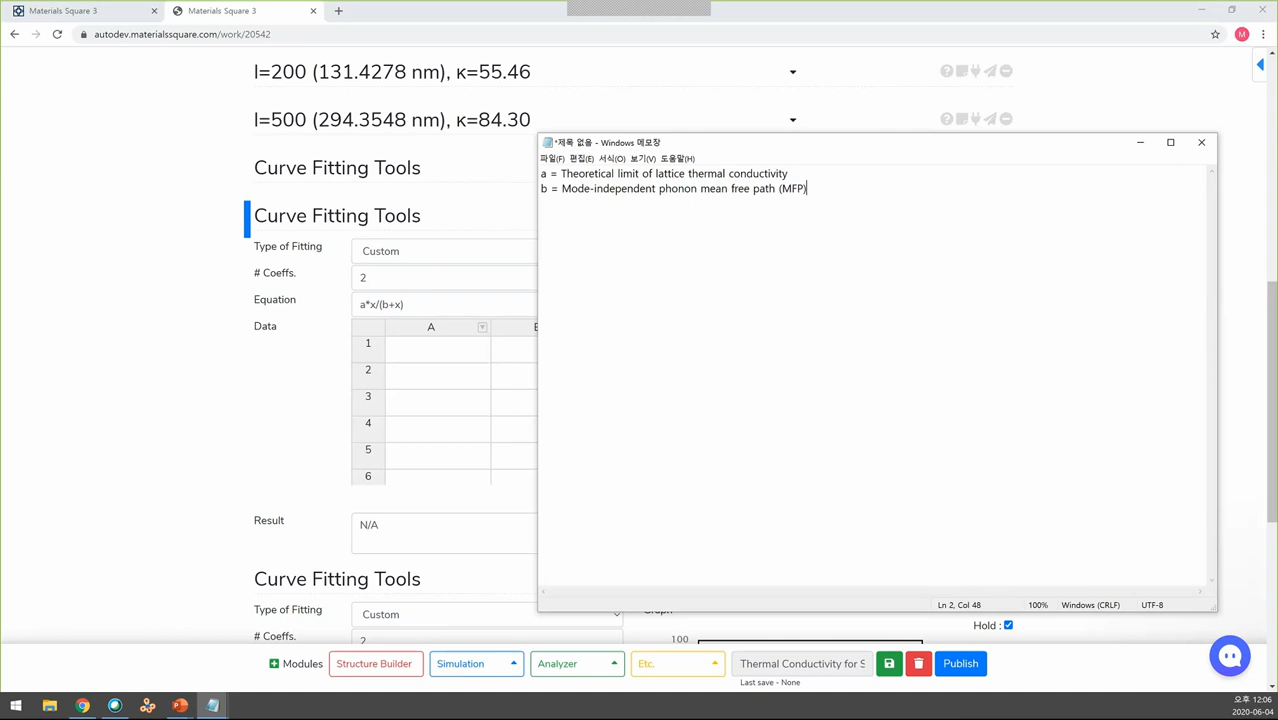 Materials Square 3
Materials Square 3
autodev.materialssquare.com/work/20542
M
l=200 (131.4278 nm), κ=55.46
l=500 (294.3548 nm), κ=84.30
Curve Fitting Tools
Curve Fitting Tools
Type of Fitting
Custom
# Coeffs.
2
Equation
a*x/(b+x)
Data
A
1
2
3
4
5
6
Result
N/A
*제목 없음 - Windows 메모장
파일(F) 편집(E) 서식(O) 보기(V) 도움말(H)
a = Theoretical limit of lattice thermal conductivity
b = Mode-independent phonon mean free path (MFP)
Ln 2, Col 48
100%
Windows (CRLF)
UTF-8
Curve Fitting Tools
Type of Fitting
Custom
# Coeffs.
2
Hold :
100
Modules
Structure Builder
Simulation
Analyzer
Etc.
Thermal Conductivity for S
Publish
Last save - None
오후 12:06
2020-06-04